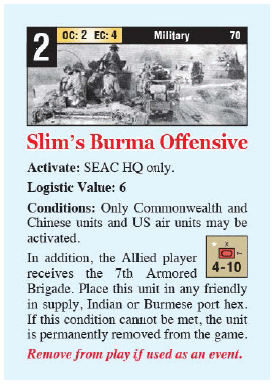 2
OC: 2 EC: 4
Military
70
Slim's Burma Offensive
Activate: SEAC HQ only.
Logistic Value: 6
Conditions: Only Commonwealth and
Chinese units and US air units may be
activated.
In addition, the Allied player
receives the 7th Armored
Brigade. Place this unit in any friendly
in supply, Indian or Burmese port hex.
If this condition cannot be met, the unit
is permanently removed from the game.
Remove from play if used as an event.
x
4-10